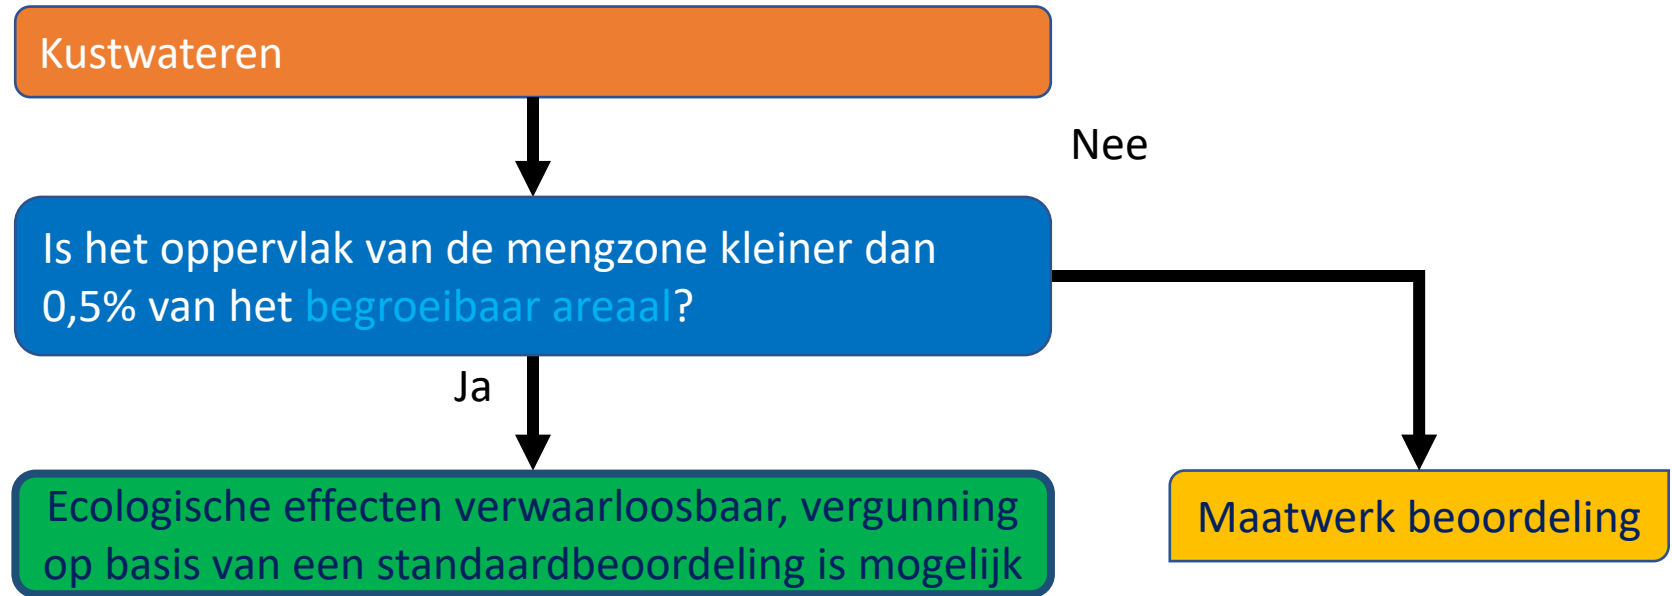 Kustwateren
Nee
Is het oppervlak van de mengzone kleiner dan
0,5% van het begroeibaar areaal?
Ja
Ecologische effecten verwaarloosbaar, vergunning
op basis van een standaardbeoordeling is mogelijk
Maatwerk beoordeling